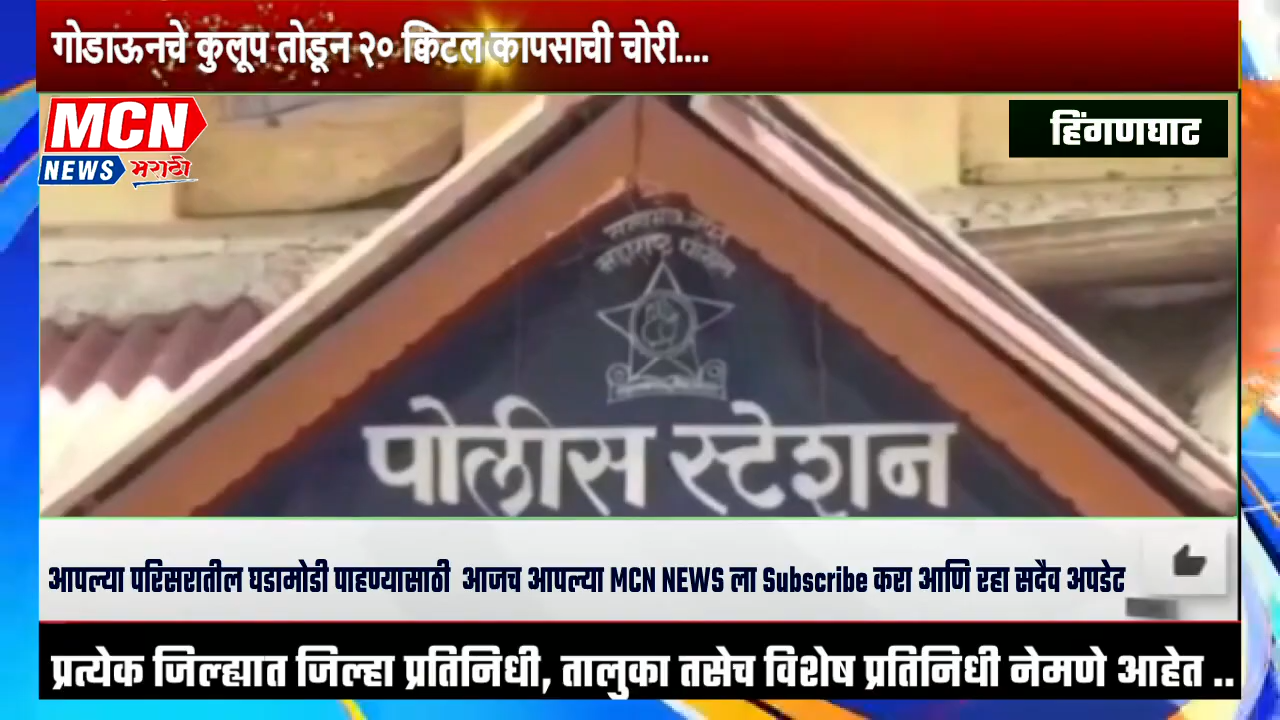 गोडाऊनचे कुलूप तोडून २० क्विंटल कापसाची चोरी....
MCN
NEWS मराठी
हिंगणघाट
महाराष्ट्र पोलीस
पोलीस स्टेशन
आपल्या परिसरातील घडामोडी पाहण्यासाठी आजच आपल्या MCN NEWS ला Subscribe करा आणि रहा सदैव अपडेट
प्रत्येक जिल्ह्यात जिल्हा प्रतिनिधी, तालुका तसेच विशेष प्रतिनिधी नेमणे आहेत ..